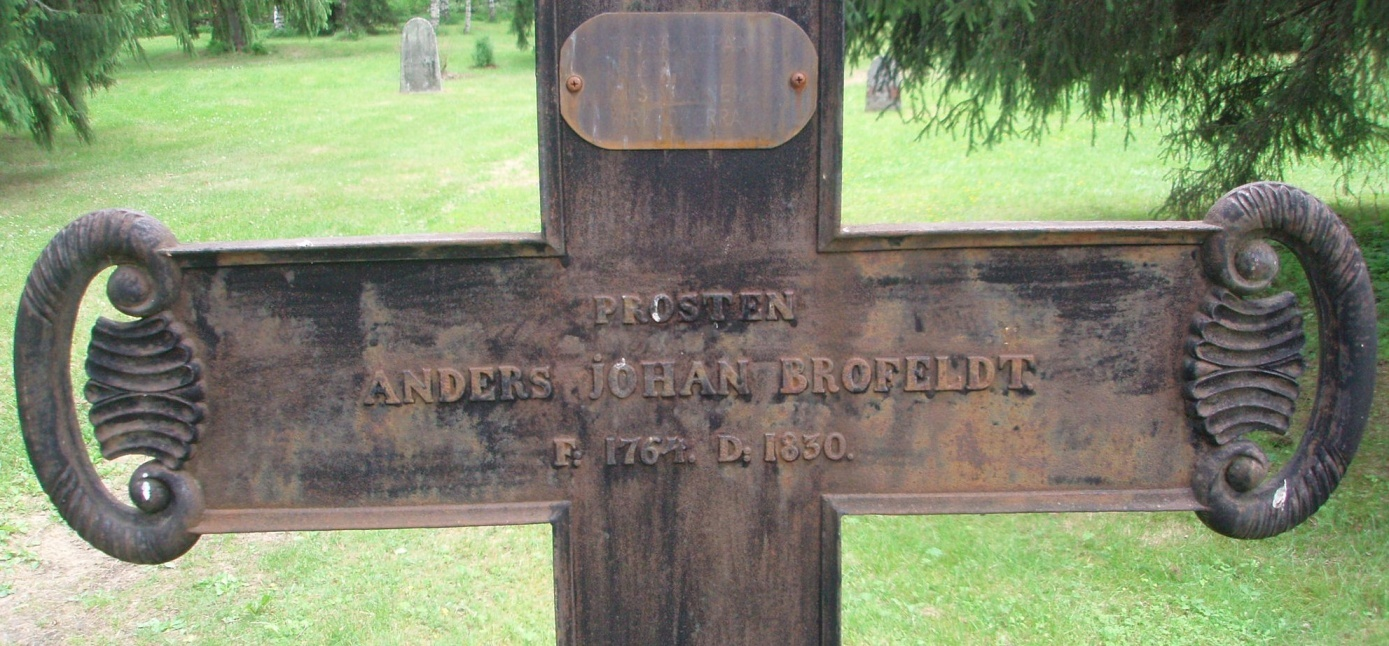 PROSTEN
ANDERS JOHAN BROFELDT
F: 1764. D: 1830.